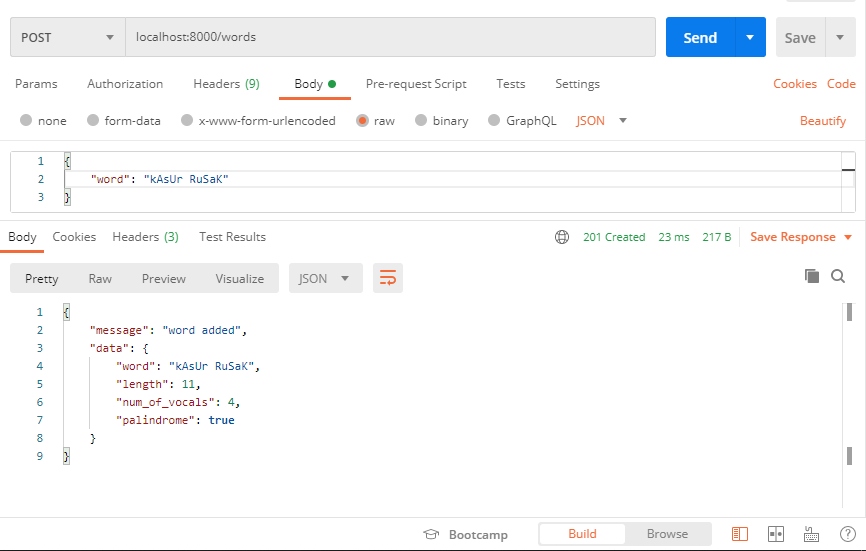 POST localhost:8000/words Send Save
Params Authorization Headers (9) Body Pre-request Script Tests Settings Cookies Code
none form-data x-www-form-urlencoded raw binary GraphQL JSON Beautify
1 {
2 "word": "kAsUr RuSaK"
3 }
Body Cookies Headers (3) Test Results 201 Created 23 ms 217 B Save Response
Pretty Raw Preview Visualize JSON
1 {
2 "message": "word added",
3 "data": {
4 "word": "kAsUr RuSaK",
5 "length": 11,
6 "num_of_vocals": 4,
7 "palindrome": true
8 }
9 }
Bootcamp Build Browse